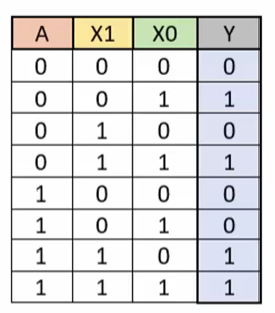 A X1 X0 Y
0 0 0 0
0 0 1 1
0 1 0 0
0 1 1 1
1 0 0 0
1 0 1 0
1 1 0 1
1 1 1 1